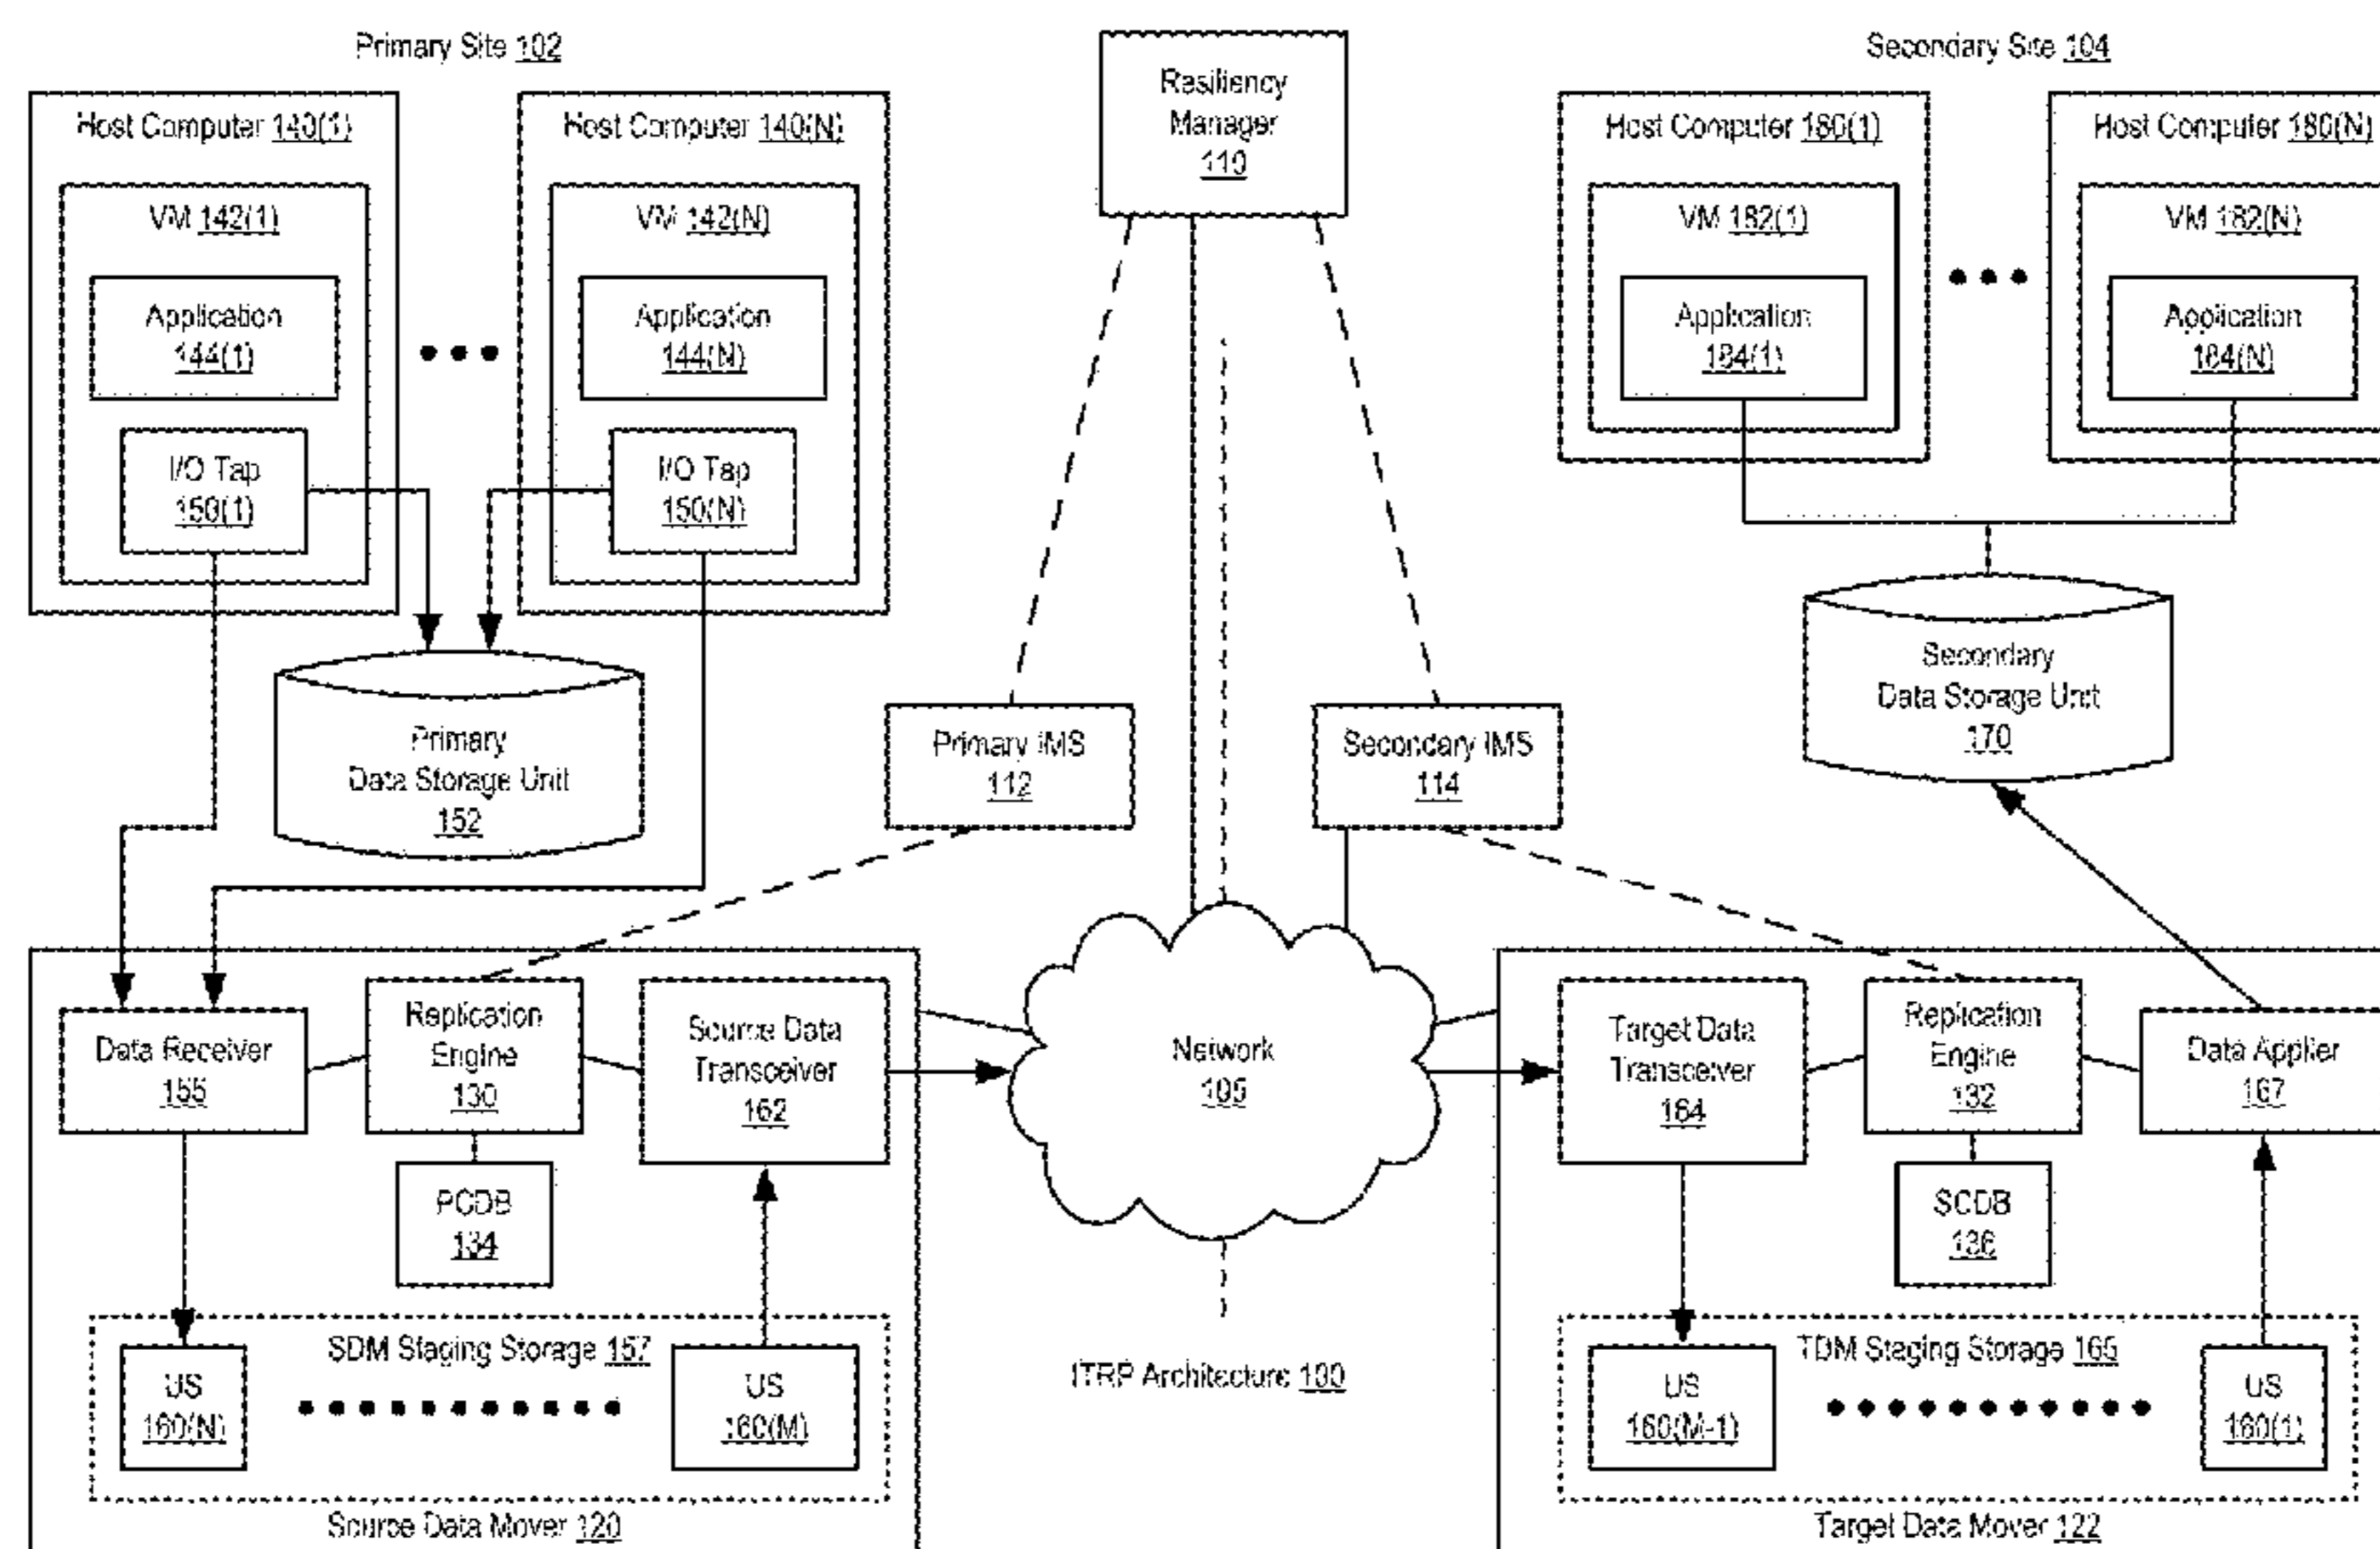 Primary Site 102
Resiliency
Manager
110
Secondary Site 104
Host Computer 140(1)
VM 142(1)
Application
144(1)
I/O Tap
150(1)
Host Computer 140(N)
VM 142(N)
Application
144(N)
I/O Tap
150(N)
Host Computer 180(1)
VM 182(1)
Application
184(1)
Host Computer 180(N)
VM 182(N)
Application
184(N)
Primary
Data Storage Unit
152
Primary IMS
112
Secondary IMS
114
Secondary
Data Storage Unit
170
Data Receiver
155
Replication
Engine
130
Source Data
Transceiver
162
PCDB
134
Network
105
Target Data
Transceiver
164
Replication
Engine
132
Data Applier
167
SCDB
136
SDM Staging Storage 157
US
160(N)
US
160(M)
Source Data Mover 120
ITRP Architecture 100
TDM Staging Storage 165
US
160(M-1)
US
160(1)
Target Data Mover 122